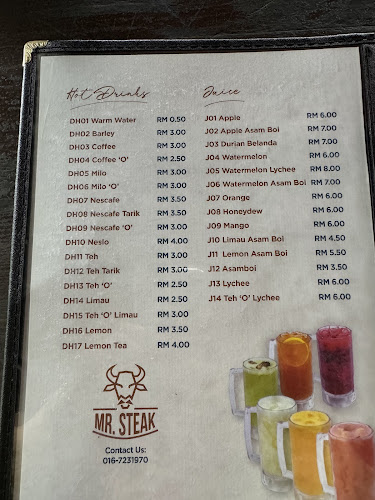 Hot Drinks
DH01 Warm Water RM 0.50
DH02 Barley RM 3.00
DH03 Coffee RM 3.00
DH04 Coffee 'O' RM 2.50
DH05 Milo RM 3.00
DH06 Milo 'O' RM 3.00
DH07 Nescafe RM 3.50
DH08 Nescafe Tarik RM 3.50
DH09 Nescafe 'O' RM 3.00
DH10 Neslo RM 4.00
DH11 Teh RM 3.00
DH12 Teh Tarik RM 3.00
DH13 Teh 'O' RM 2.50
DH14 Limau RM 2.50
DH15 Teh 'O' Limau RM 3.00
DH16 Lemon RM 3.50
DH17 Lemon Tea RM 4.00
MR. STEAK
Contact Us:
016-7231970
Juice
J01 Apple RM 6.00
J02 Apple Asam Boi RM 7.00
J03 Durian Belanda RM 7.00
J04 Watermelon RM 6.00
J05 Watermelon Lychee RM 8.00
J06 Watermelon Asam Boi RM 7.00
J07 Orange RM 6.00
J08 Honeydew RM 6.00
J09 Mango RM 6.00
J10 Limau Asam Boi RM 4.50
J11 Lemon Asam Boi RM 5.50
J12 Asamboi RM 3.50
J13 Lychee RM 6.00
J14 Teh 'O' Lychee RM 6.00